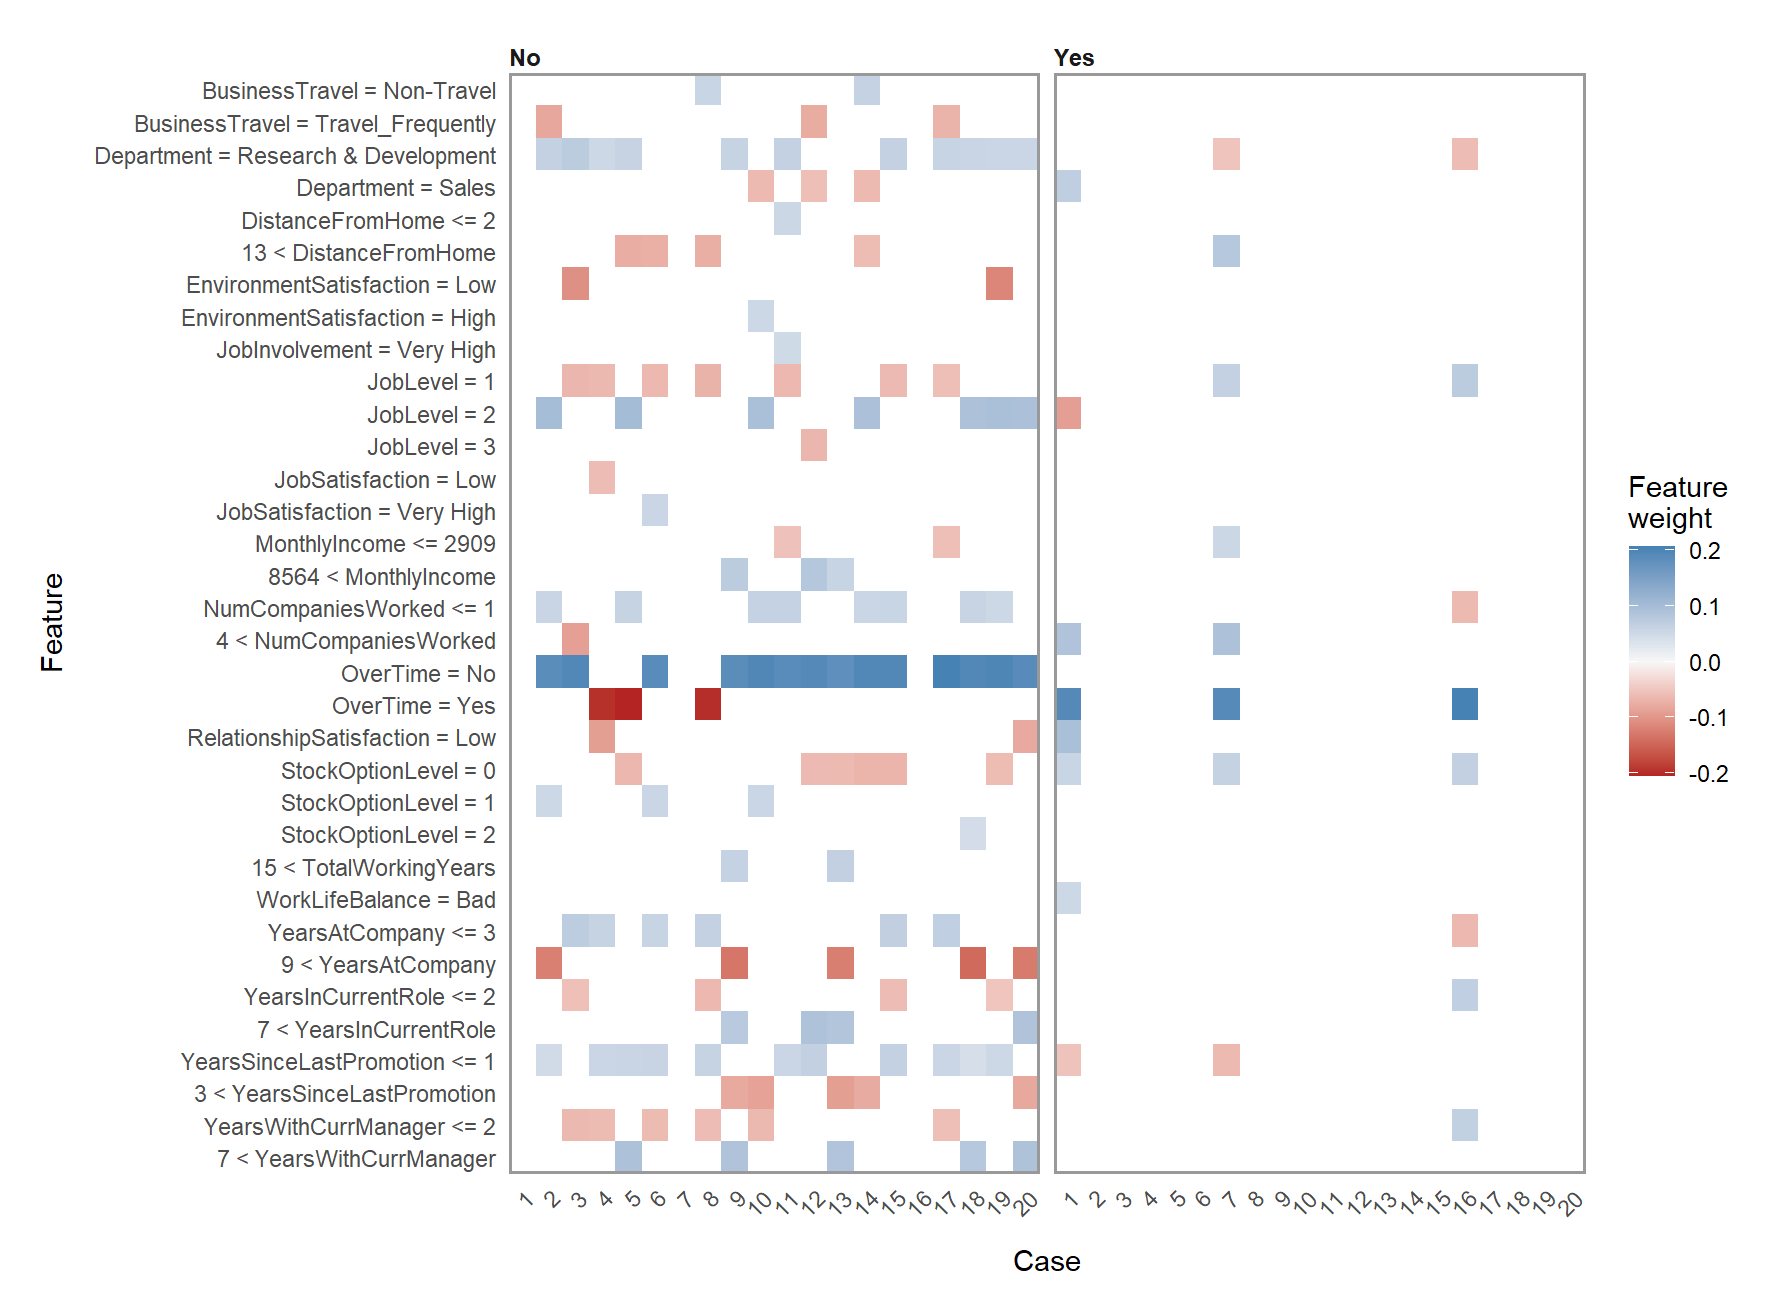 No
Yes
BusinessTravel = Non-Travel
BusinessTravel = Travel_Frequently
Department = Research & Development
Department = Sales
DistanceFromHome <= 2
13 < DistanceFromHome
EnvironmentSatisfaction = Low
EnvironmentSatisfaction = High
JobInvolvement = Very High
JobLevel = 1
JobLevel = 2
JobLevel = 3
JobSatisfaction = Low
JobSatisfaction = Very High
MonthlyIncome <= 2909
8564 < MonthlyIncome
NumCompaniesWorked <= 1
4 < NumCompaniesWorked
OverTime = No
OverTime = Yes
RelationshipSatisfaction = Low
StockOptionLevel = 0
StockOptionLevel = 1
StockOptionLevel = 2
15 < TotalWorkingYears
WorkLifeBalance = Bad
YearsAtCompany <= 3
9 < YearsAtCompany
YearsInCurrentRole <= 2
7 < YearsInCurrentRole
YearsSinceLastPromotion <= 1
3 < YearsSinceLastPromotion
YearsWithCurrManager <= 2
7 < YearsWithCurrManager
Feature
1 2 3 4 5 6 7 8 9 10 11 12 13 14 15 16 17 18 19 20
1 2 3 4 5 6 7 8 9 10 11 12 13 14 15 16 17 18 19 20
Case
Feature
weight
0.2
0.1
0.0
-0.1
-0.2